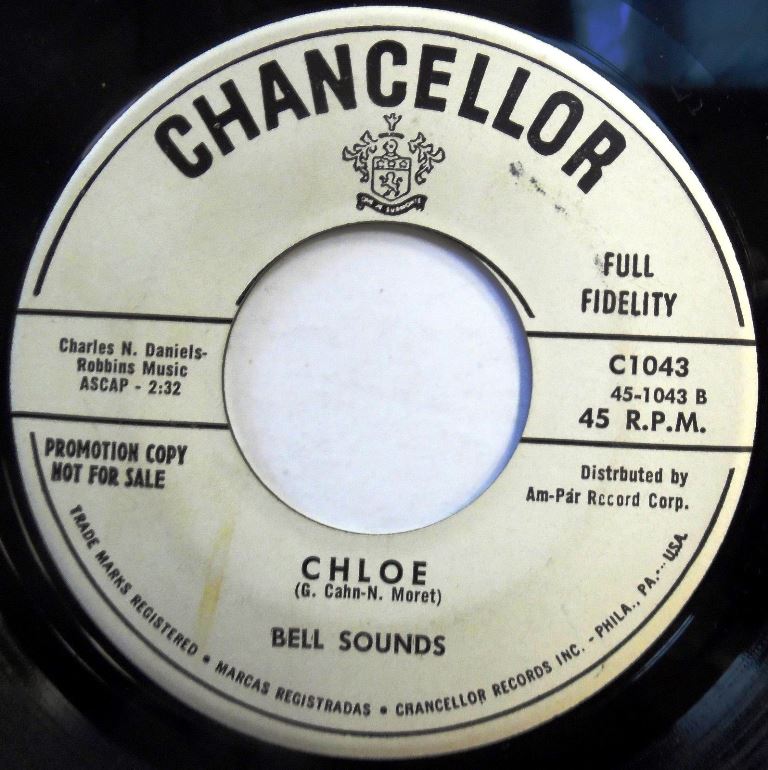 CHANCELLOR
FULL
FIDELITY
Charles N. Daniels-
Robbins Music
ASCAP - 2:32
C1043
45-1043 B
45 R.P.M.
PROMOTION COPY
NOT FOR SALE
Distrbuted by
Am-Par Record Corp.
CHLOE
(G. Cahn-N. Moret)
BELL SOUNDS
TRADE MARKS REGISTERED • MARCAS REGISTRADAS • CHANCELLOR RECORDS INC. - PHILA., PA.... USA.